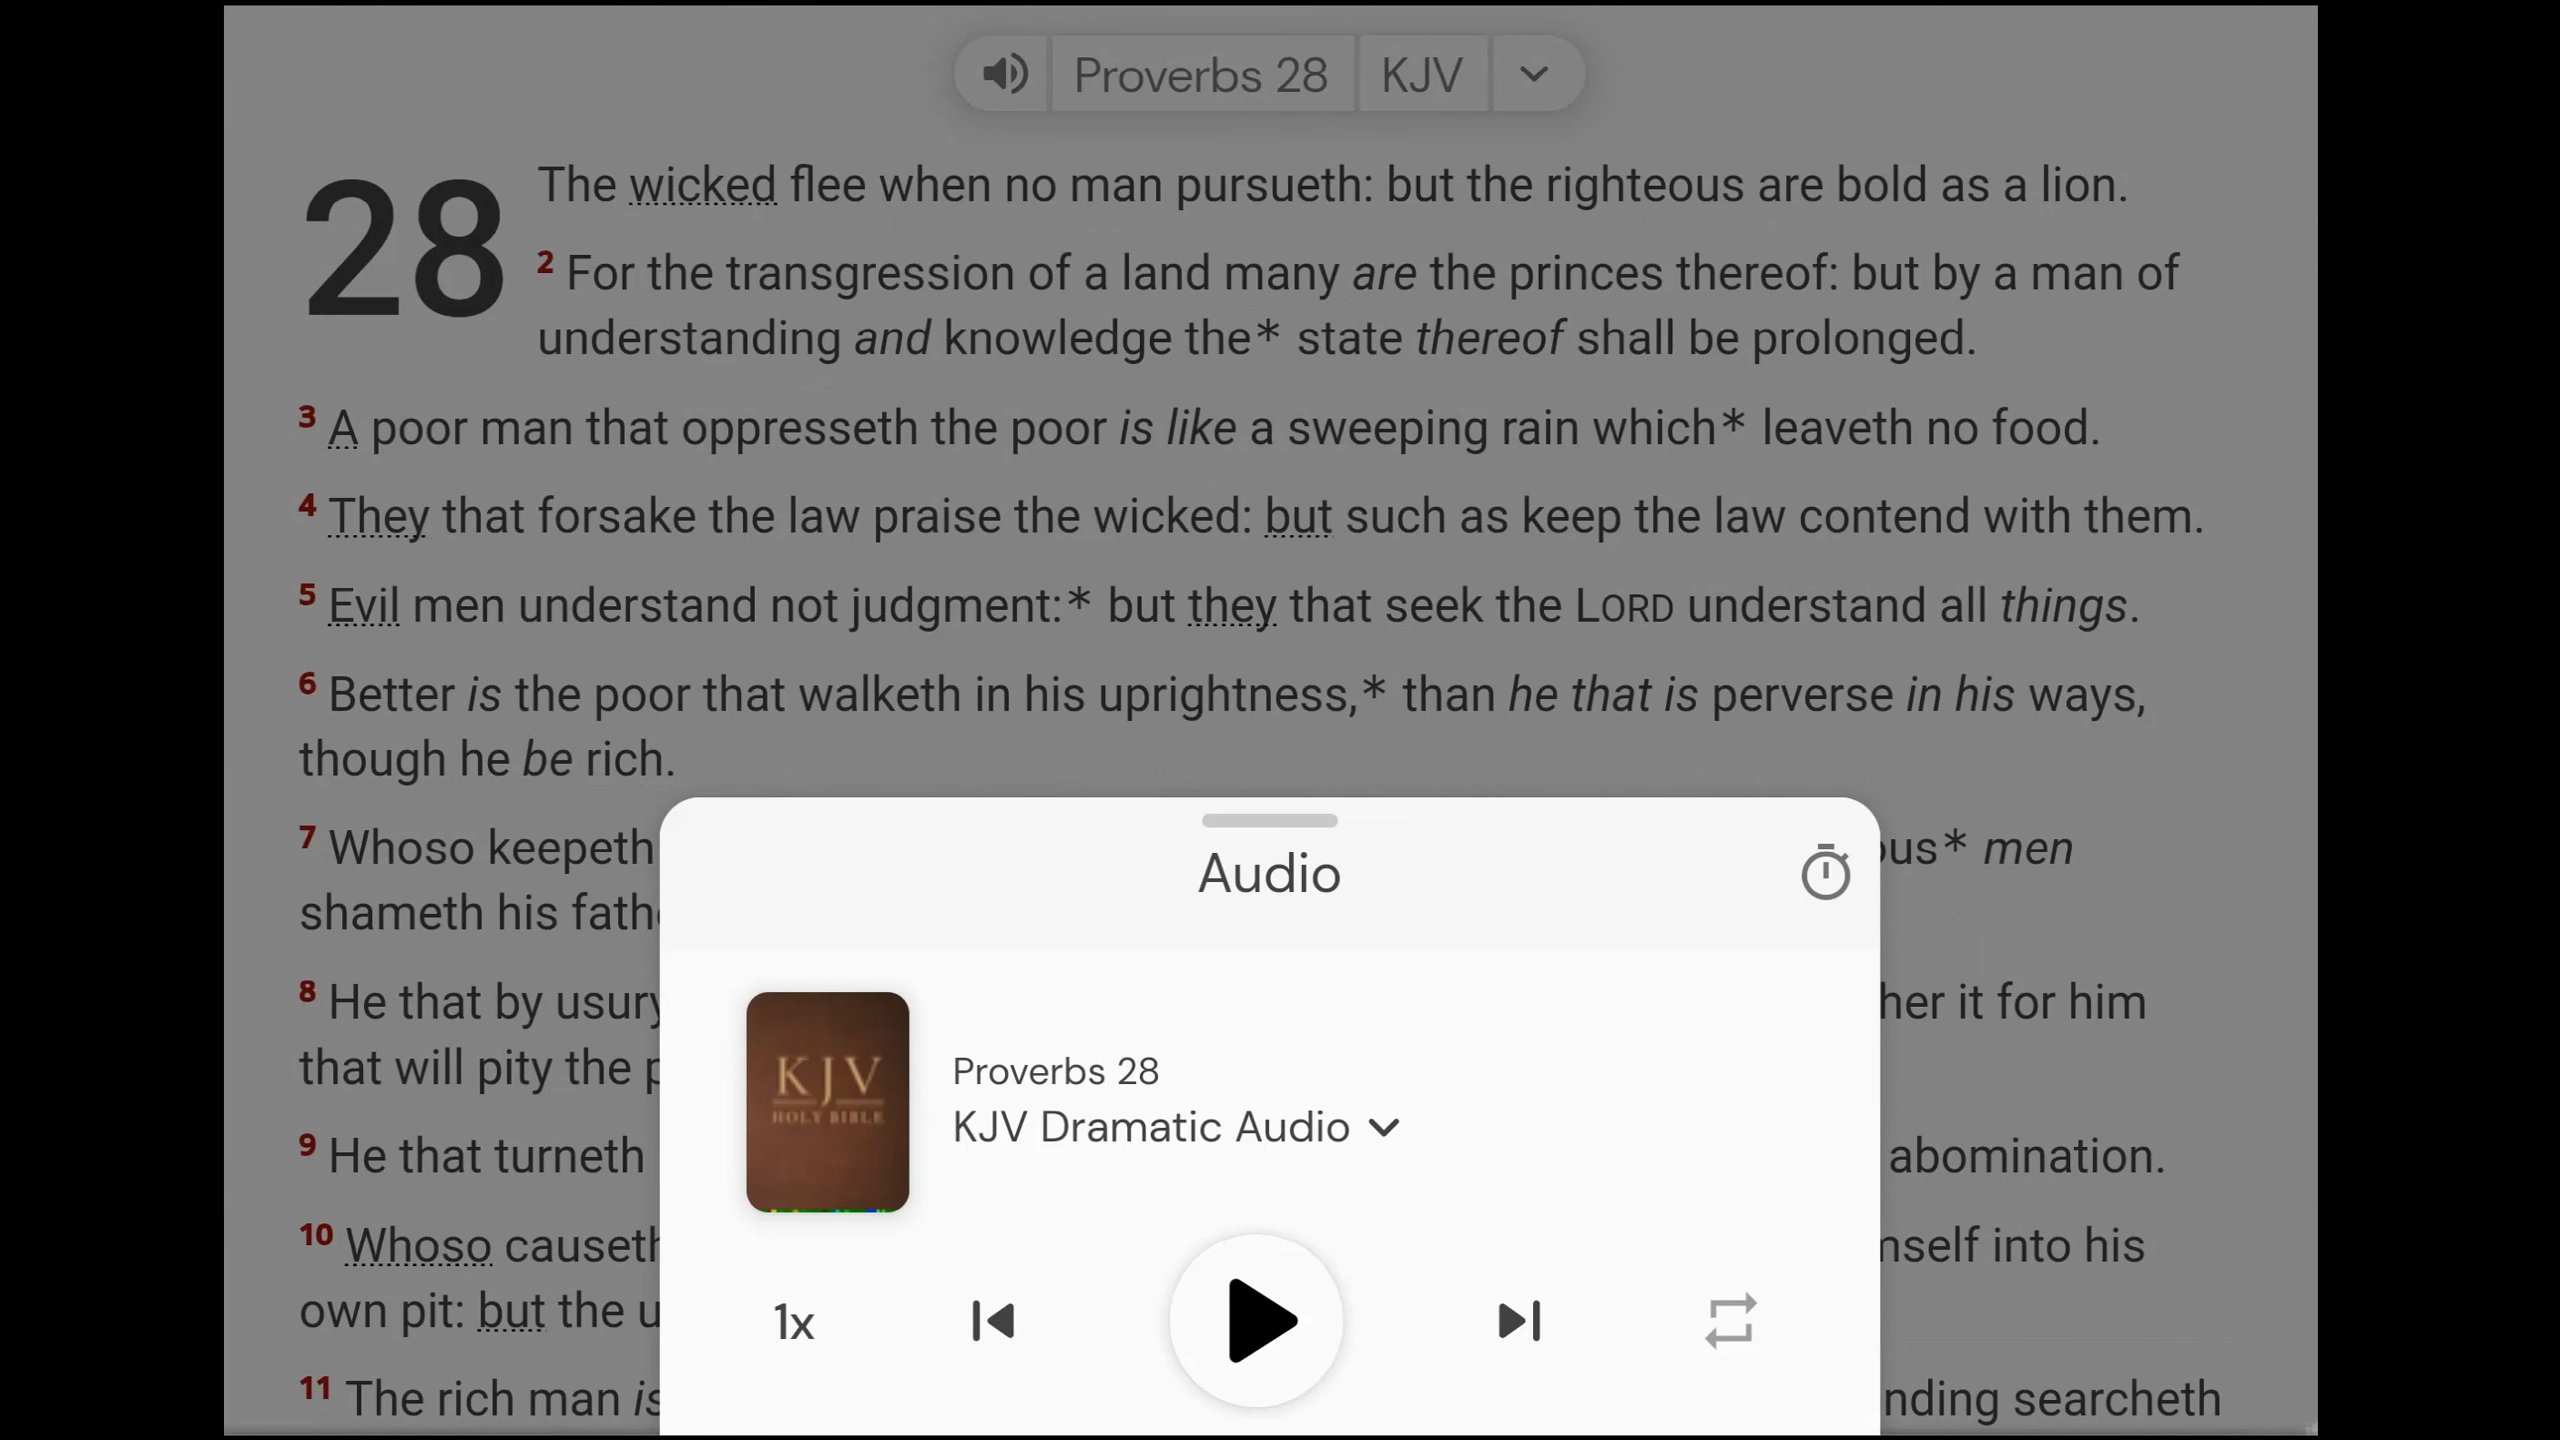 Proverbs 28 KJV
28 The wicked flee when no man pursueth: but the righteous are bold as a lion.
2 For the transgression of a land many are the princes thereof: but by a man of
understanding and knowledge the* state thereof shall be prolonged.
3 A poor man that oppresseth the poor is like a sweeping rain which* leaveth no food.
4 They that forsake the law praise the wicked: but such as keep the law contend with them.
5 Evil men understand not judgment:* but they that seek the LORD understand all things.
6 Better is the poor that walketh in his uprightness,* than he that is perverse in his ways,
though he be rich.
7 Whoso keepeth ous* men
shameth his
8 He that by usury her it for him
that will pity the
9 He that turneth abomination.
10 Whoso into his
own pit: but the
11 The rich man searcheth
Audio
KJV
HOLY BIBLE
Proverbs 28
KJV Dramatic Audio
1x